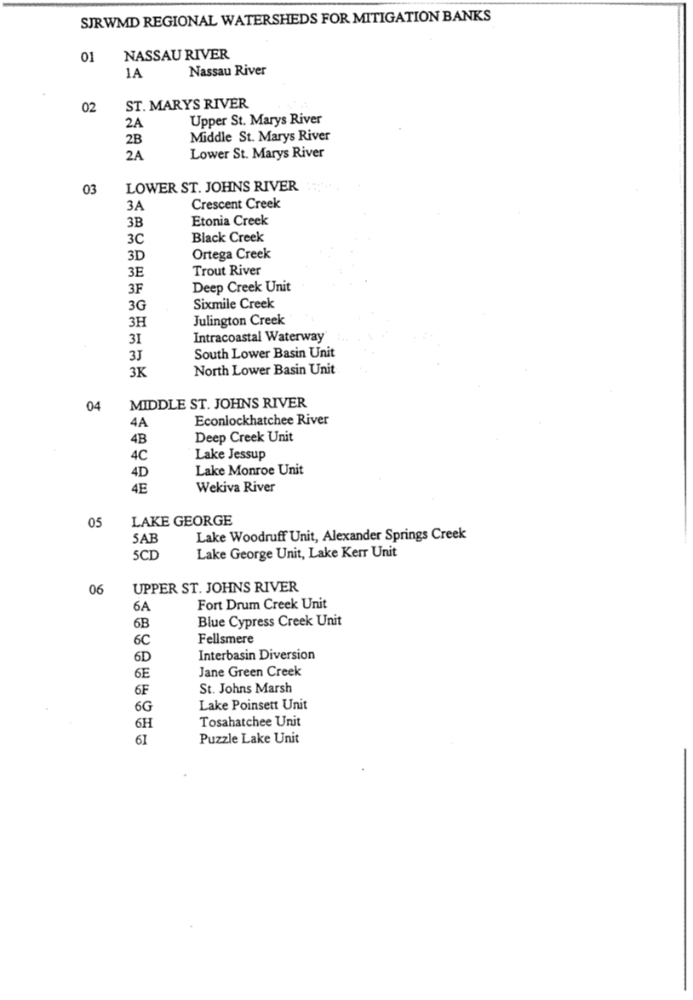 SJRWMD REGIONAL WATERSHEDS FOR MITIGATION BANKS
01 NASSAU RIVER
1A Nassau River
02 ST. MARYS RIVER
2A Upper St. Marys River
2B Middle St. Marys River
2A Lower St. Marys River
03 LOWER ST. JOHNS RIVER
3A Crescent Creek
3B Etonia Creek
3C Black Creek
3D Ortega Creek
3E Trout River
3F Deep Creek Unit
3G Sixmile Creek
3H Julington Creek
3I Intracoastal Waterway
3J South Lower Basin Unit
3K North Lower Basin Unit
04 MIDDLE ST. JOHNS RIVER
4A Econlockhatchee River
4B Deep Creek Unit
4C Lake Jessup
4D Lake Monroe Unit
4E Wekiva River
05 LAKE GEORGE
5AB Lake Woodruff Unit, Alexander Springs Creek
5CD Lake George Unit, Lake Kerr Unit
06 UPPER ST. JOHNS RIVER
6A Fort Drum Creek Unit
6B Blue Cypress Creek Unit
6C Fellsmere
6D Interbasin Diversion
6E Jane Green Creek
6F St. Johns Marsh
6G Lake Poinsett Unit
6H Tosahatchee Unit
6I Puzzle Lake Unit